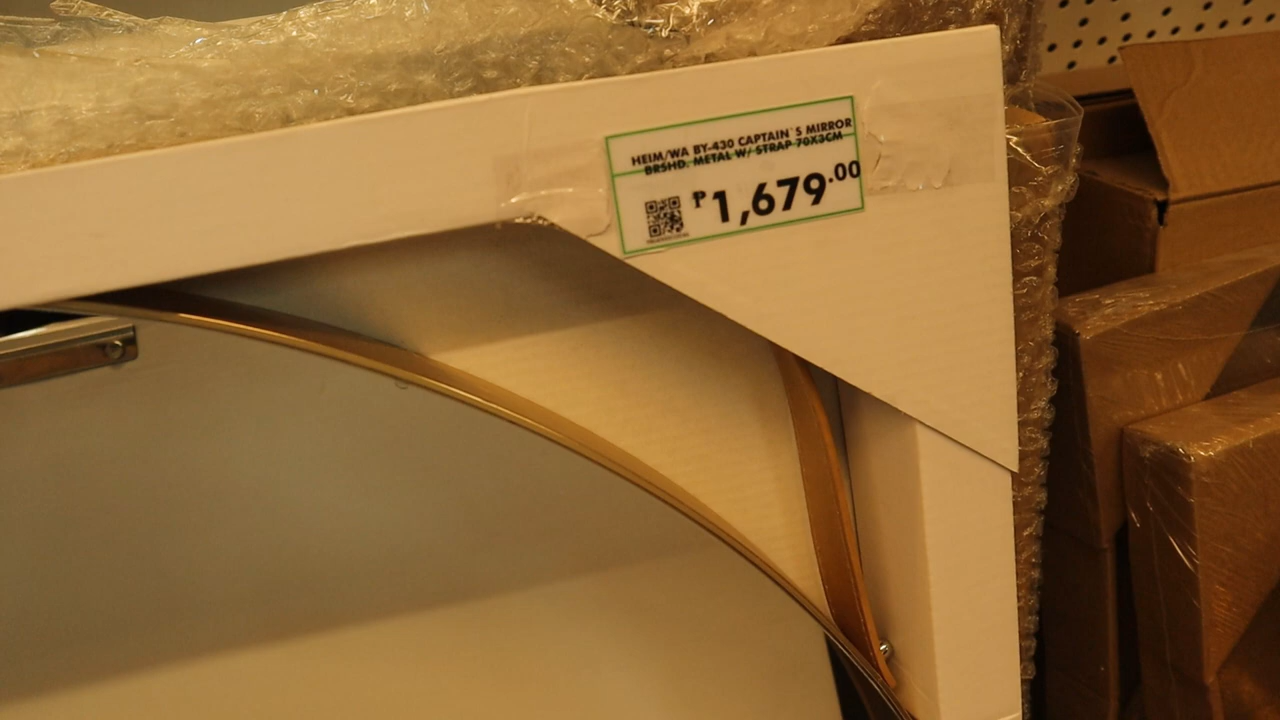 HEIM/WA BY-430 CAPTAIN`S MIRROR
BRSHD. METAL W/ STRAP 70X3CM
₱1,679.00